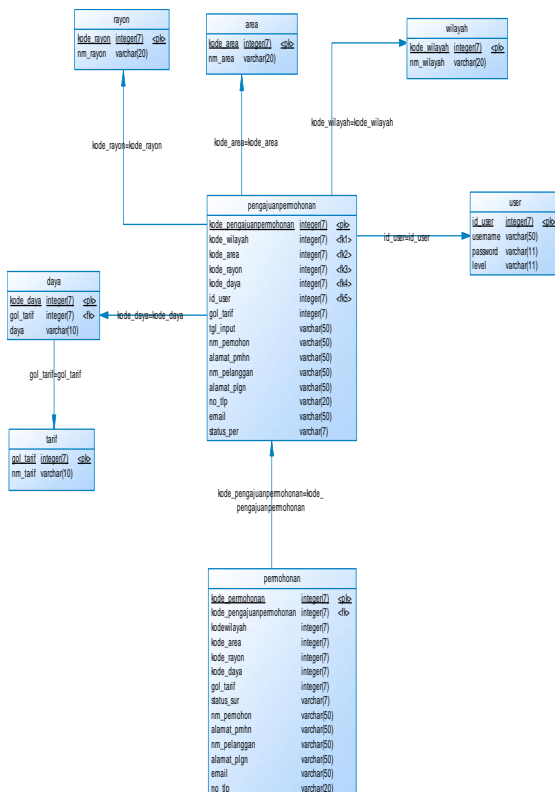 rayon
kode_rayon integer(7) <pk>
nm_rayon varchar(20)
area
kode_area integer(7) <pk>
nm_area varchar(20)
wilayah
kode_wilayah integer(7) <pk>
nm_wilayah varchar(20)
kode_rayon=kode_rayon
kode_area=kode_area
kode_wilayah=kode_wilayah
pengajuanpermohonan
kode_pengajuanpermohonan integer(7) <pk>
kode_wilayah integer(7) <fk1>
kode_area integer(7) <fk2>
kode_rayon integer(7) <fk3>
kode_daya integer(7) <fk4>
id_user integer(7) <fk5>
gol_tarif integer(7)
tgl_input varchar(50)
nm_pemohon varchar(50)
alamat_pmhn varchar(50)
nm_pelanggan varchar(50)
alamat_plgn varchar(50)
no_tlp varchar(20)
email varchar(50)
status_per varchar(7)
id_user=id_user
user
id_user integer(7) <pk>
username varchar(50)
password varchar(11)
level varchar(11)
daya
kode_daya integer(7) <pk>
gol_tarif integer(7) <fk>
daya varchar(10)
kode_daya=kode_daya
gol_tarif=gol_tarif
tarif
gol_tarif integer(7) <pk>
nm_tarif varchar(10)
kode_pengajuanpermohonan=kode_
pengajuanpermohonan
permohonan
kode_permohonan integer(7) <pk>
kode_pengajuanpermohonan integer(7) <fk>
kodewilayah integer(7)
kode_area integer(7)
kode_rayon integer(7)
kode_daya integer(7)
gol_tarif integer(7)
status_sur varchar(7)
nm_pemohon varchar(50)
alamat_pmhn varchar(50)
nm_pelanggan varchar(50)
alamat_plgn varchar(50)
email varchar(50)
no_tlp varchar(20)